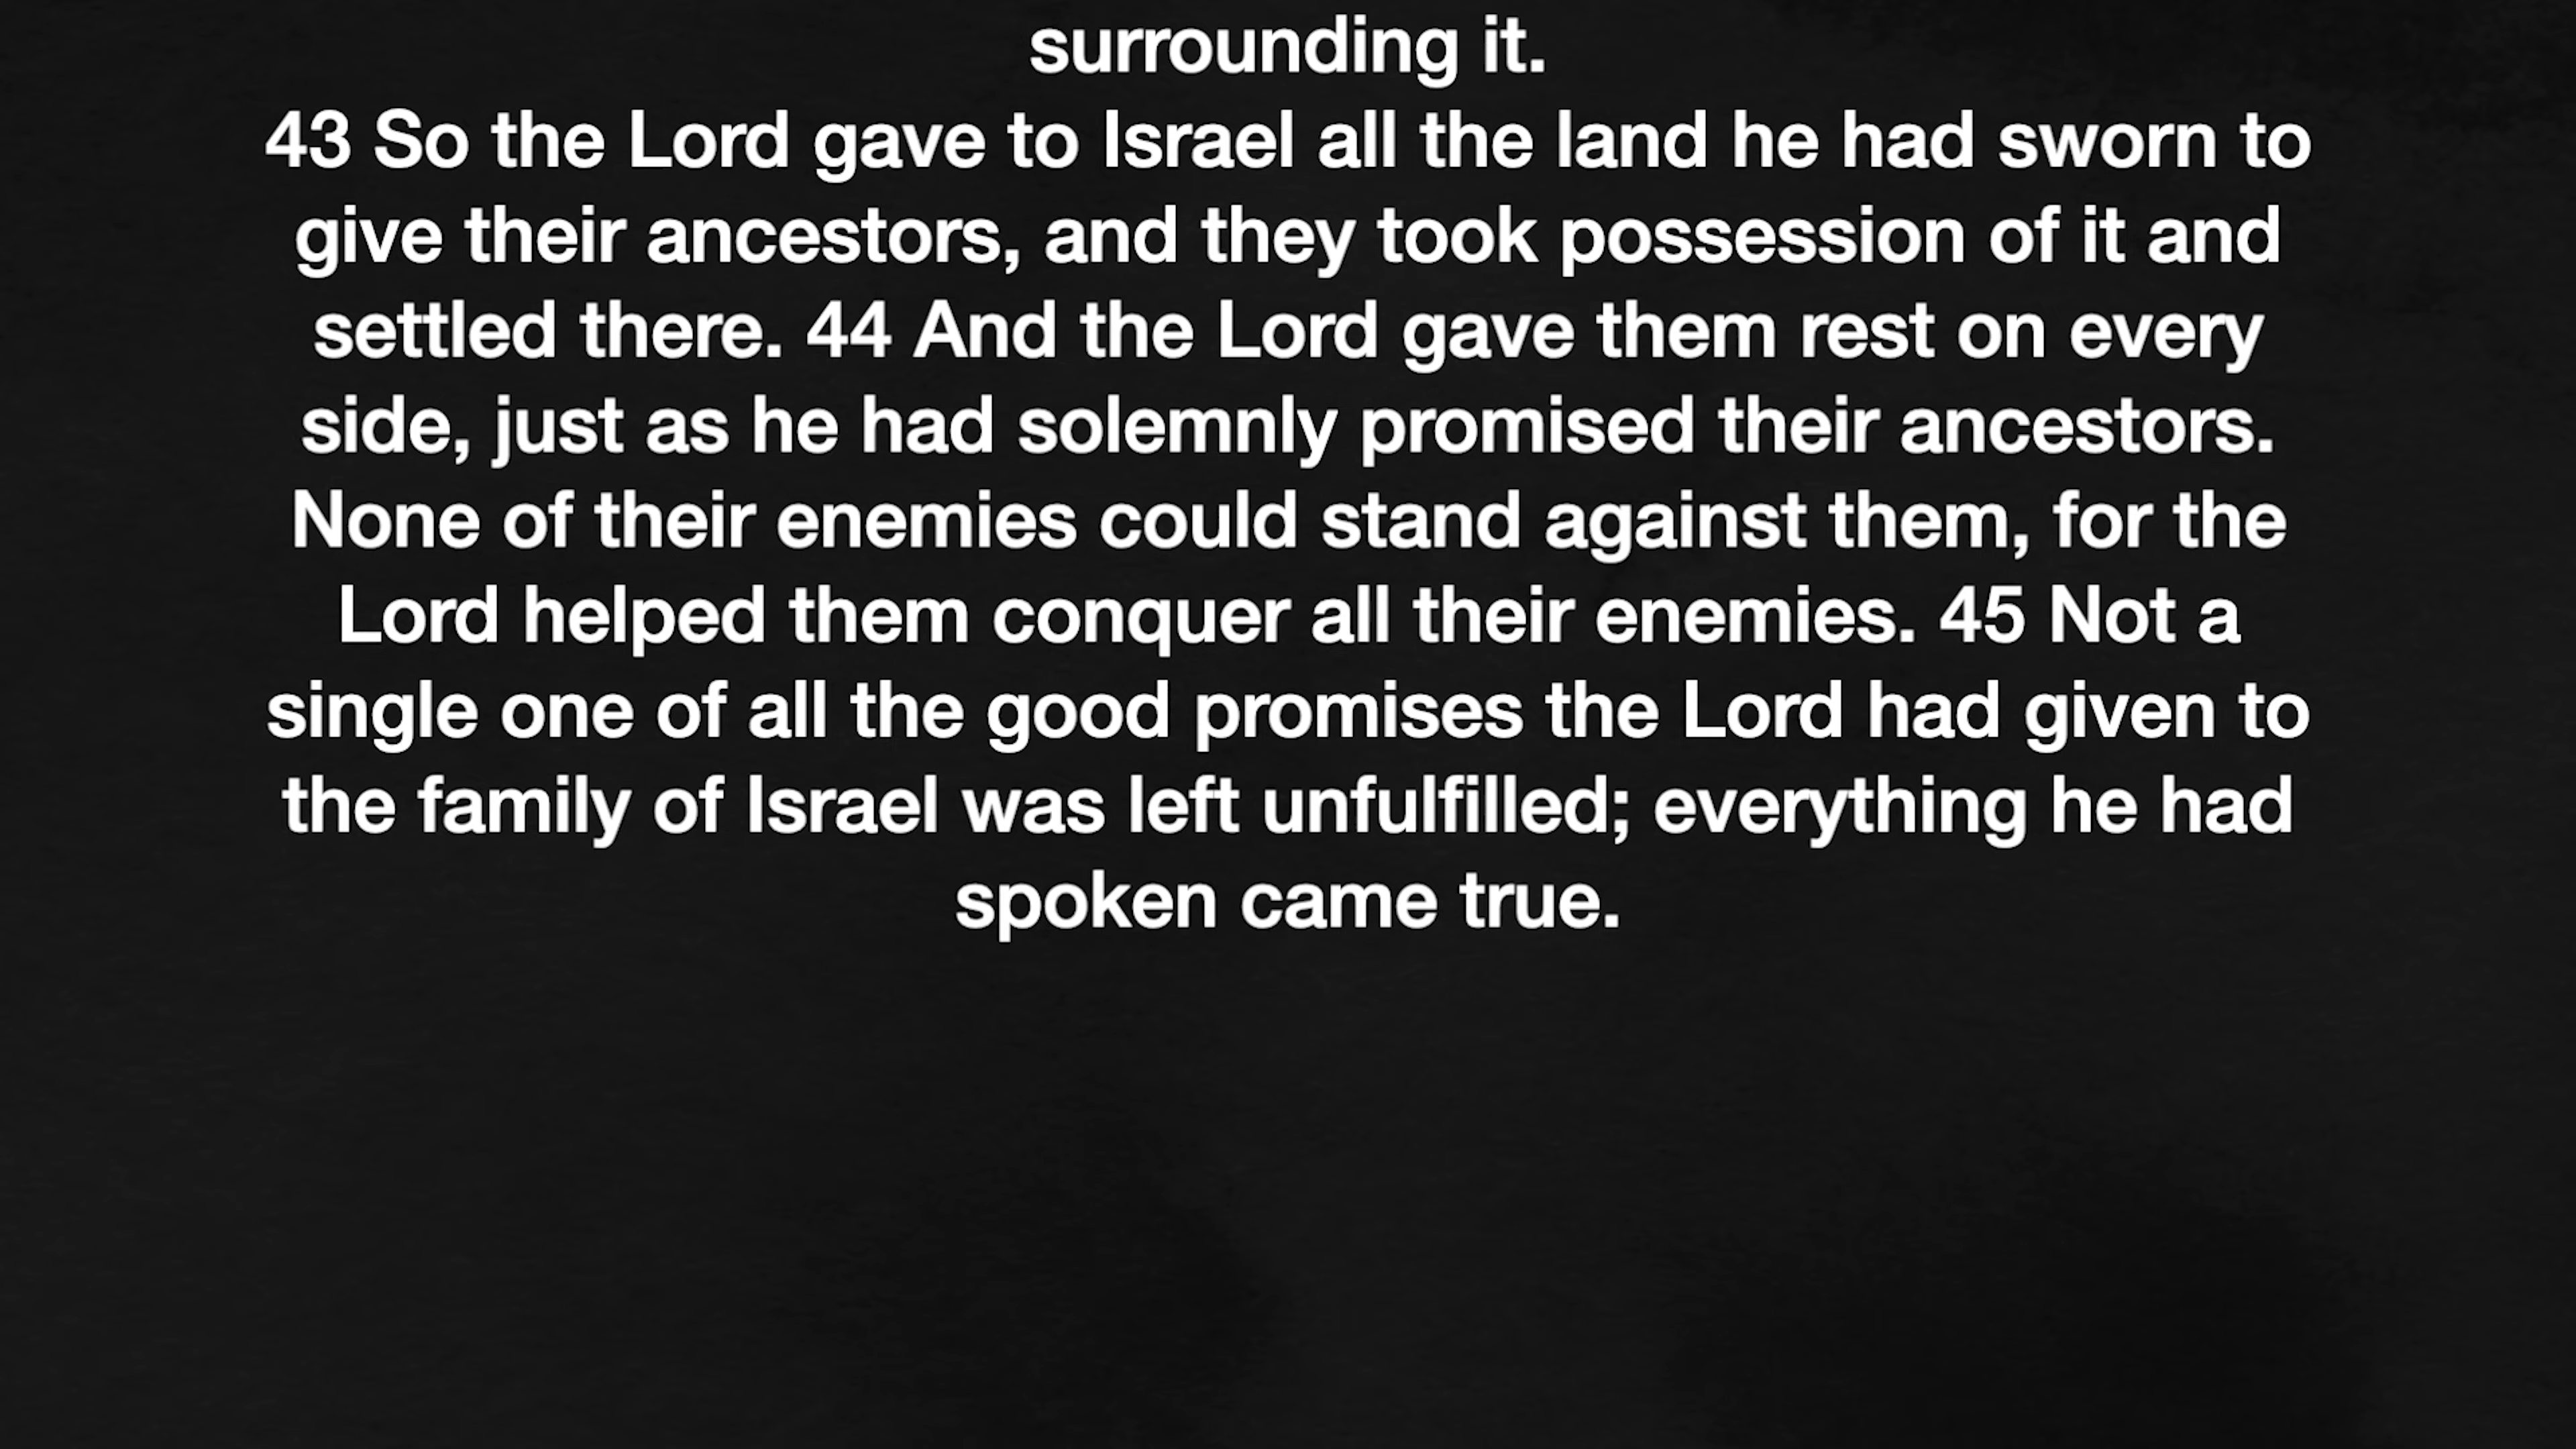 surrounding it.
43 So the Lord gave to Israel all the land he had sworn to
give their ancestors, and they took possession of it and
settled there. 44 And the Lord gave them rest on every
side, just as he had solemnly promised their ancestors.
None of their enemies could stand against them, for the
Lord helped them conquer all their enemies. 45 Not a
single one of all the good promises the Lord had given to
the family of Israel was left unfulfilled; everything he had
spoken came true.